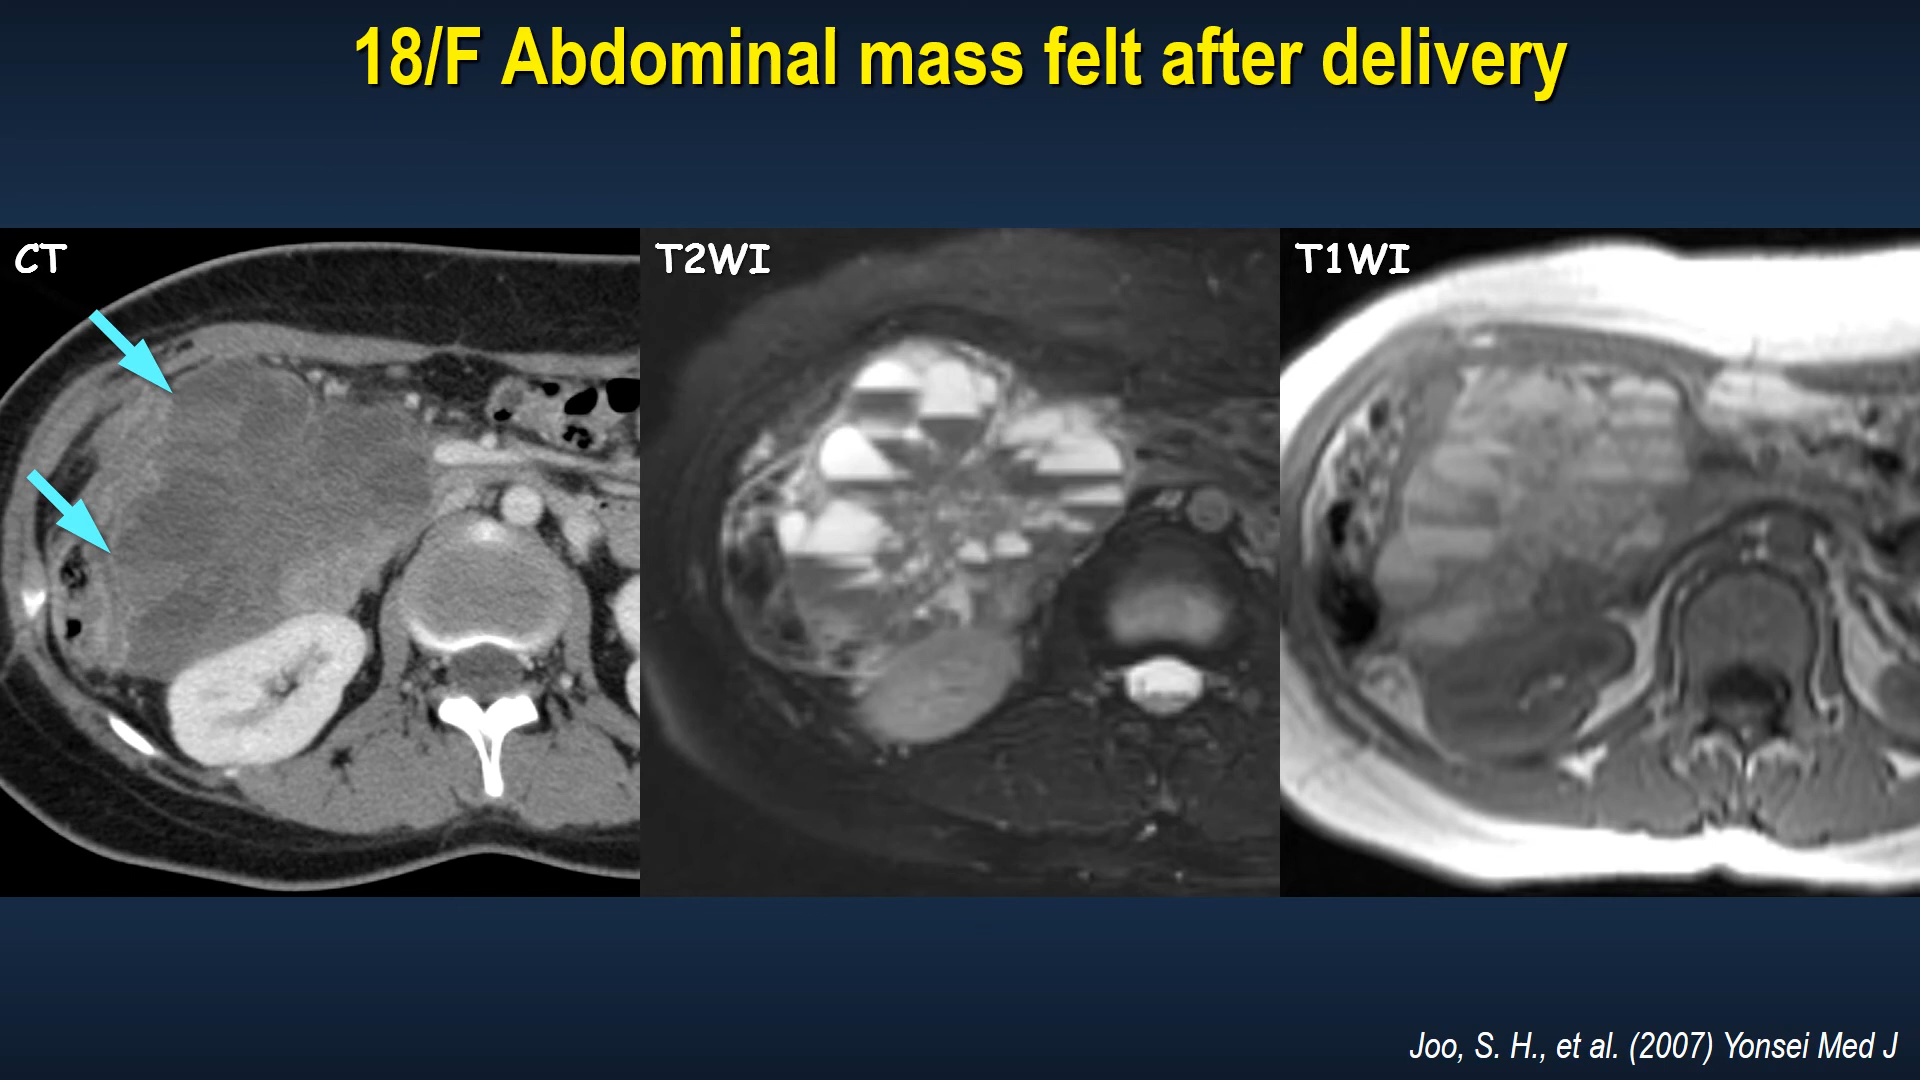 18/F Abdominal mass felt after delivery
CT
T2WI
T1WI
Joo, S. H., et al. (2007) Yonsei Med J